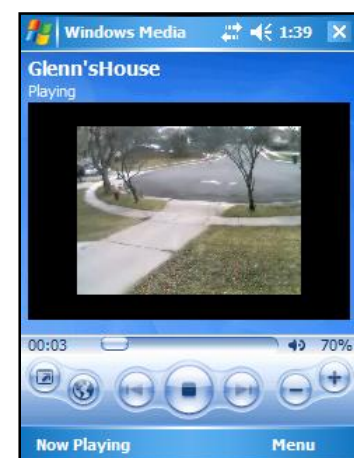 Windows Media 1:39
Glenn'sHouse
Playing
00:03 70%
Now Playing Menu